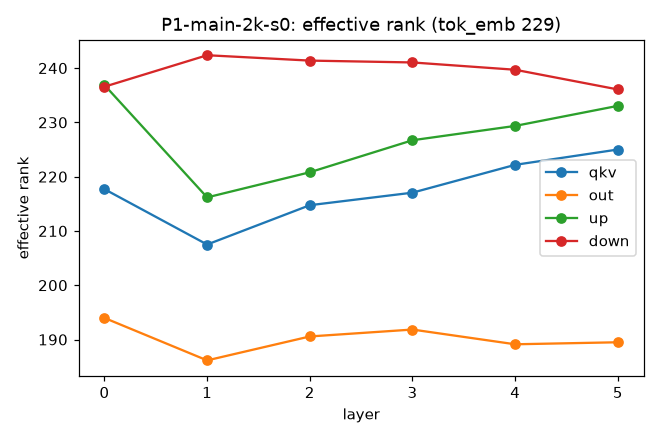 P1-main-2k-s0: effective rank (tok_emb 229)
effective rank
240
230
220
210
200
190
0 1 2 3 4 5
layer
qkv
out
up
down